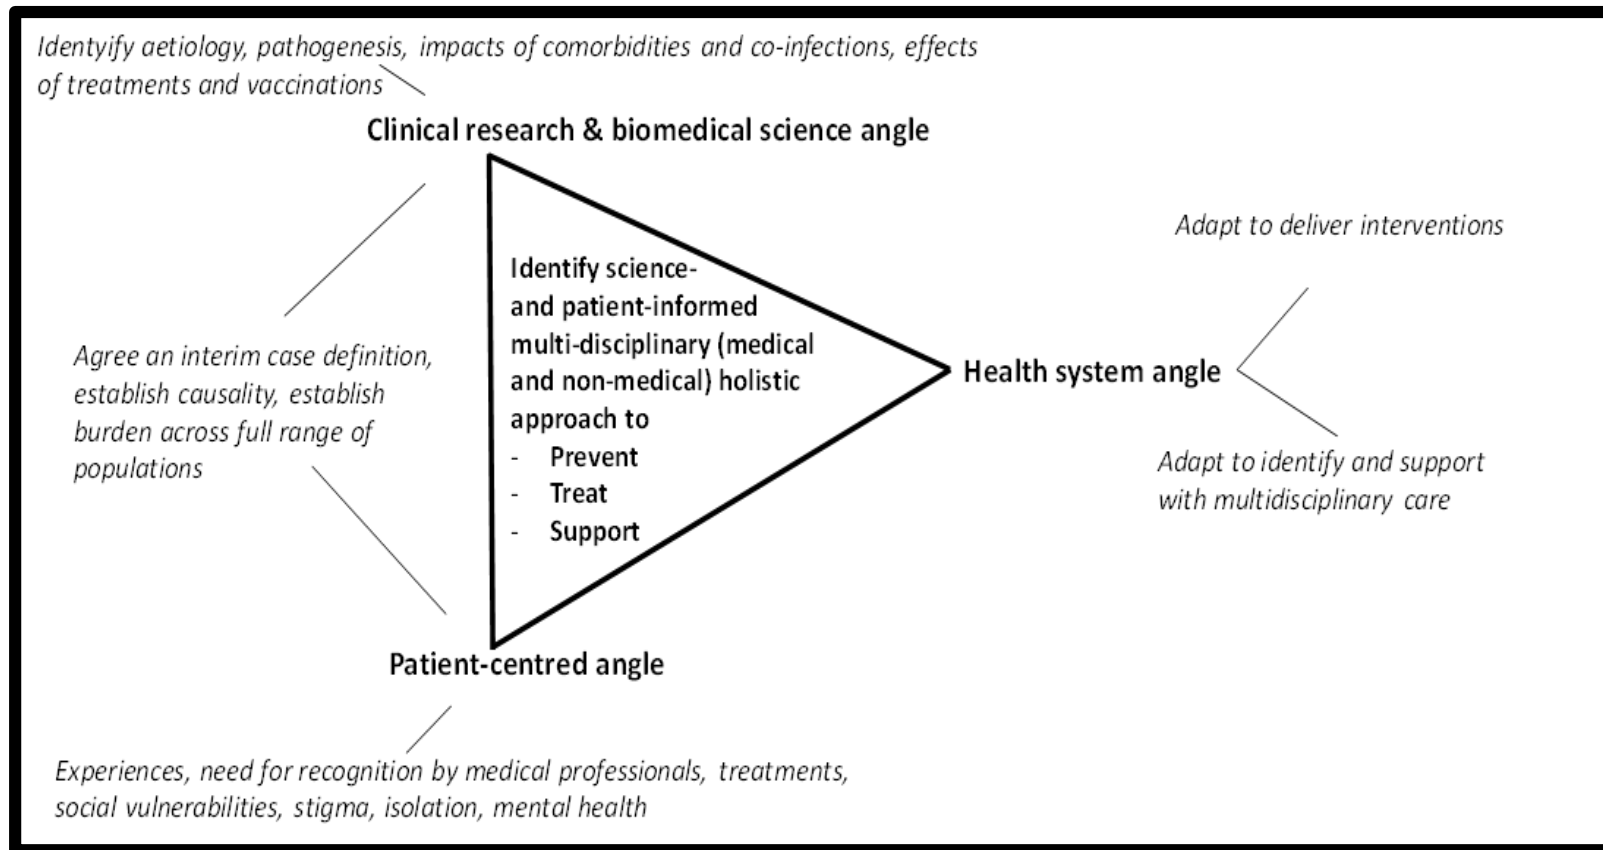 Identyify aetiology, pathogenesis, impacts of comorbidities and co-infections, effects
of treatments and vaccinations
Clinical research & biomedical science angle
Adapt to deliver interventions
Identify science-
and patient-informed
multi-disciplinary (medical
and non-medical) holistic
approach to
- Prevent
- Treat
- Support
Agree an interim case definition,
establish causality, establish
burden across full range of
populations
Health system angle
Adapt to identify and support
with multidisciplinary care
Patient-centred angle
Experiences, need for recognition by medical professionals, treatments,
social vulnerabilities, stigma, isolation, mental health